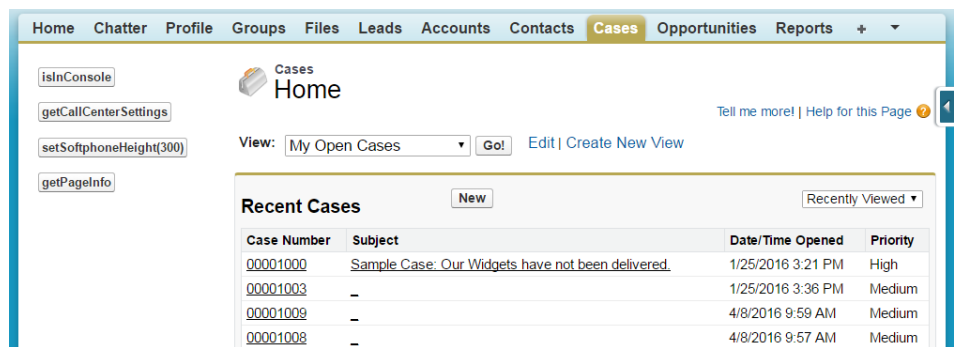 Home Chatter Profile Groups Files Leads Accounts Contacts Cases Opportunities Reports +
isInConsole
getCallCenterSettings
setSoftphoneHeight(300)
getPageInfo
Cases
Home
Tell me more! | Help for this Page ?
View: My Open Cases Go! Edit | Create New View
Recent Cases New Recently Viewed
Case Number Subject Date/Time Opened Priority
00001000 Sample Case: Our Widgets have not been delivered. 1/25/2016 3:21 PM High
00001003 _ 1/25/2016 3:36 PM Medium
00001009 _ 4/8/2016 9:59 AM Medium
00001008 _ 4/8/2016 9:57 AM Medium